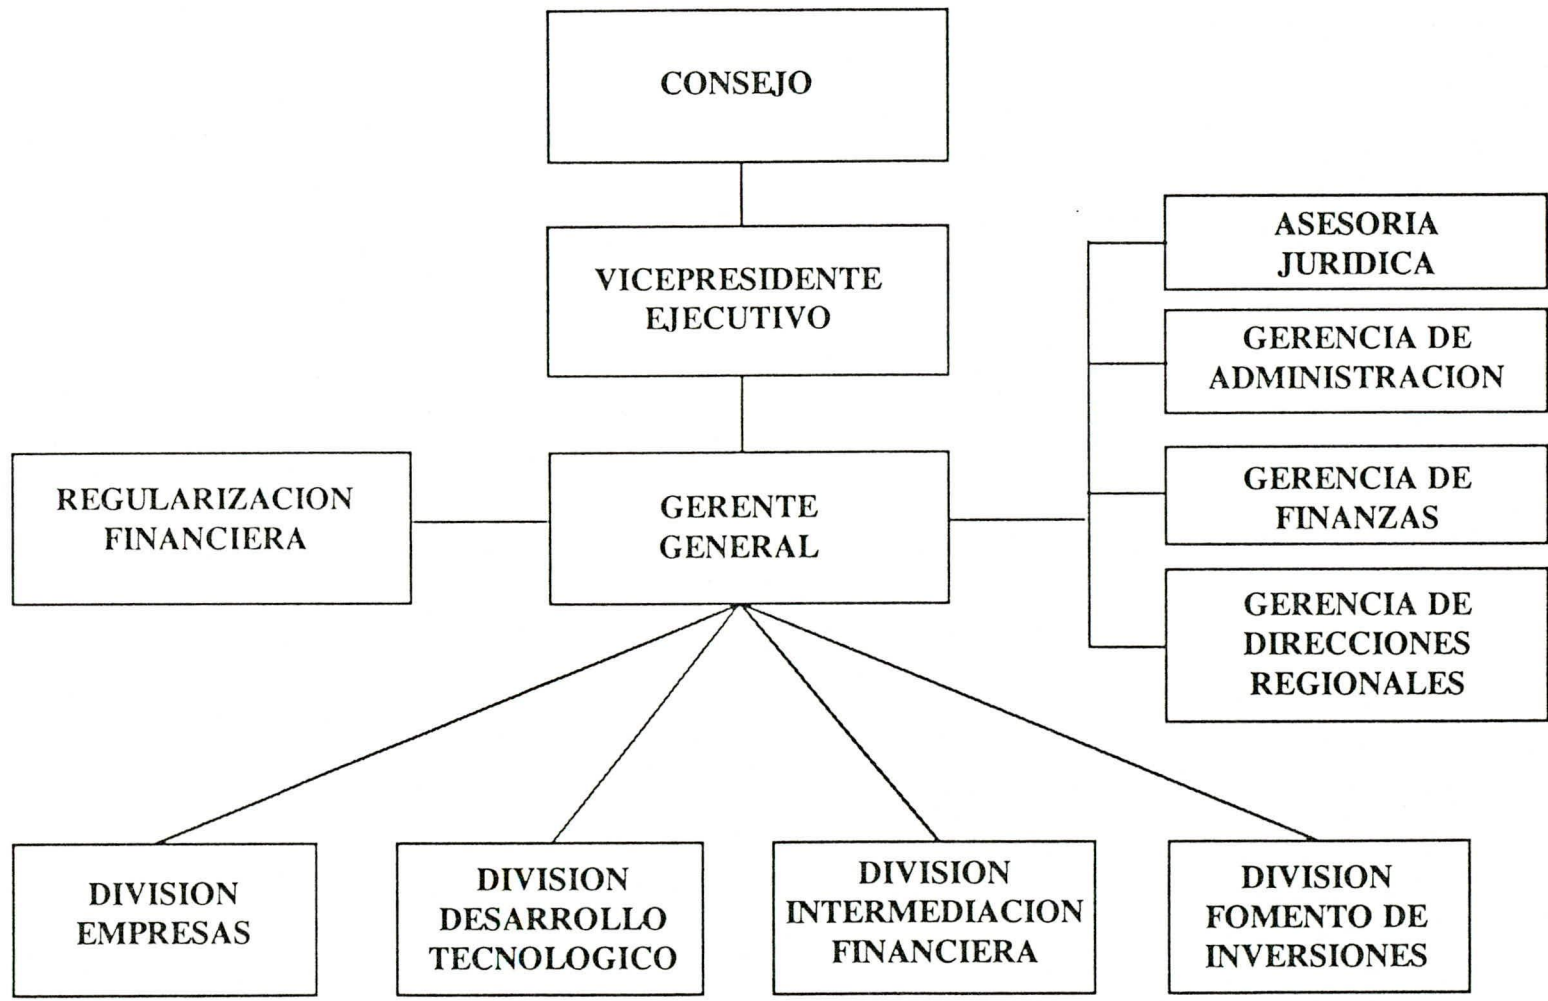 CONSEJO
VICEPRESIDENTE
EJECUTIVO
ASESORIA
JURIDICA
GERENCIA DE
ADMINISTRACION
REGULARIZACION
FINANCIERA
GERENTE
GENERAL
GERENCIA DE
FINANZAS
GERENCIA DE
DIRECCIONES
REGIONALES
DIVISION
EMPRESAS
DIVISION
DESARROLLO
TECNOLOGICO
DIVISION
INTERMEDIACION
FINANCIERA
DIVISION
FOMENTO DE
INVERSIONES